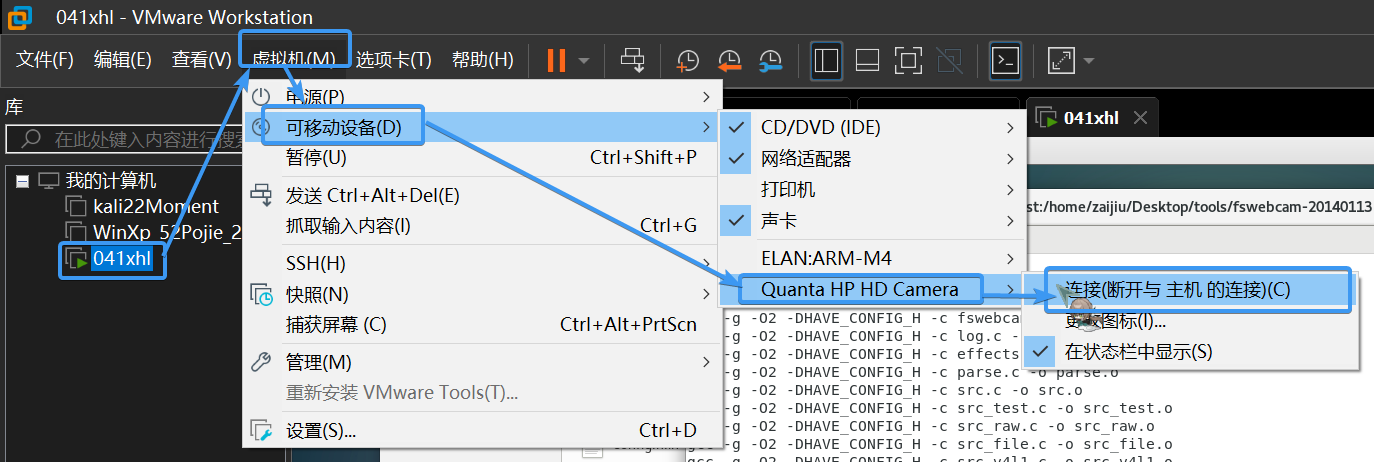 041xhl - VMware Workstation
文件(F) 编辑(E) 查看(V) 虚拟机(M) 选项卡(T) 帮助(H)
库
在此处键入内容进行搜索
我的计算机
kali22Moment
WinXp_52Pojie_2
041xhl
电源(P)
可移动设备(D)
暂停(U) Ctrl+Shift+P
发送 Ctrl+Alt+Del(E)
抓取输入内容(I) Ctrl+G
SSH(H)
快照(N)
捕获屏幕 (C) Ctrl+Alt+PrtScn
管理(M)
重新安装 VMware Tools(T)...
设置(S)... Ctrl+D
CD/DVD (IDE)
网络适配器
打印机
声卡
ELAN:ARM-M4
Quanta HP HD Camera
连接(断开与 主机 的连接)(C)
图标(I)...
在状态栏中显示(S)
041xhl
st:/home/zaijiu/Desktop/tools/fswebcam-20140113
-g -O2 -DHAVE_CONFIG_H -c fswebc
-g -O2 -DHAVE_CONFIG_H -c log.c -
-g -O2 -DHAVE_CONFIG_H -c effects
-g -O2 -DHAVE_CONFIG_H -c parse.c -o parse.o
-g -O2 -DHAVE_CONFIG_H -c src.c -o src.o
-g -O2 -DHAVE_CONFIG_H -c src_test.c -o src_test.o
-g -O2 -DHAVE_CONFIG_H -c src_raw.c -o src_raw.o
gcc -g -O2 -DHAVE_CONFIG_H -c src_file.c -o src_file.o
gcc -g -O2 -DHAVE_CONFIG_H -c src_v4l1.c -o src_v4l1.o